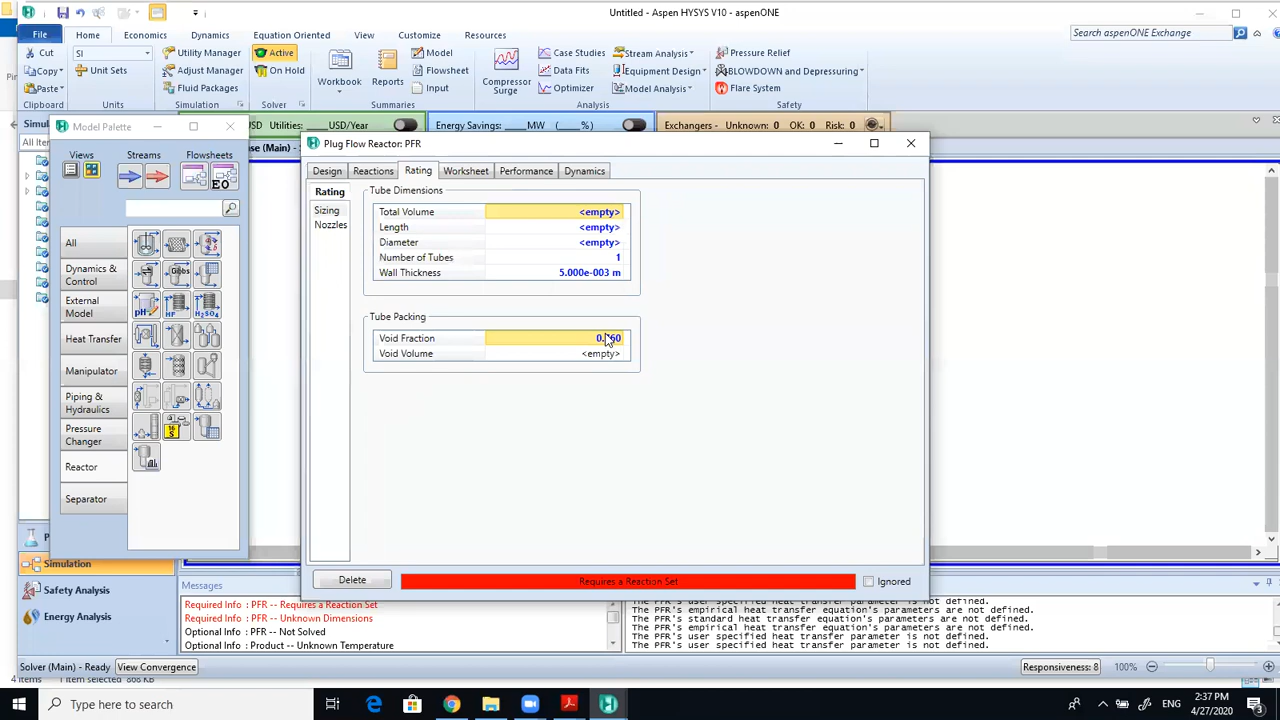 Untitled - Aspen HYSYS V10 - aspenONE
File
Home
Economics
Dynamics
Equation Oriented
View
Customize
Resources
Search aspenONE Exchange
Cut
SI
Utility Manager
Active
Model
Case Studies
Stream Analysis
Pressure Relief
Copy
Unit Sets
Adjust Manager
On Hold
Workbook
Reports
Flowsheet
Compressor
Surge
Data Fits
Equipment Design
BLOWDOWN and Depressuring
Paste
Fluid Packages
Input
Optimizer
Model Analysis
Flare System
Clipboard
Units
Simulation
Solver
Summaries
Analysis
Safety
Model Palette
USD
Utilities: ____USD/Year
Energy Savings: ____MW (____%)
Exchangers - Unknown: 0 OK: 0 Risk: 0
Views
Streams
Flowsheets
EO
All
Dynamics &
Control
External
Model
Heat Transfer
Manipulator
Piping &
Hydraulics
Pressure
Changer
Reactor
Separator
Gibbs
pH
HF
H2SO4
Plug Flow Reactor: PFR
Design
Reactions
Rating
Worksheet
Performance
Dynamics
Rating
Sizing
Nozzles
Tube Dimensions
Total Volume <empty>
Length <empty>
Diameter <empty>
Number of Tubes 1
Wall Thickness 5.000e-003 m
Tube Packing
Void Fraction
Void Volume <empty>
Delete
Requires a Reaction Set
Ignored
Simulation
Safety Analysis
Energy Analysis
Messages
Required Info : PFR -- Requires a Reaction Set
Required Info : PFR -- Unknown Dimensions
Optional Info : PFR -- Not Solved
Optional Info : Product -- Unknown Temperature
The PFR's user specified heat transfer parameter is not defined.
The PFR's empirical heat transfer equation's parameters are not defined.
The PFR's standard heat transfer equation's parameters are not defined.
The PFR's empirical heat transfer equation's parameters are not defined.
The PFR's user specified heat transfer parameter is not defined.
Solver (Main) - Ready
View Convergence
Responsiveness: 8
100%
Type here to search
ENG
2:37 PM
4/27/2020